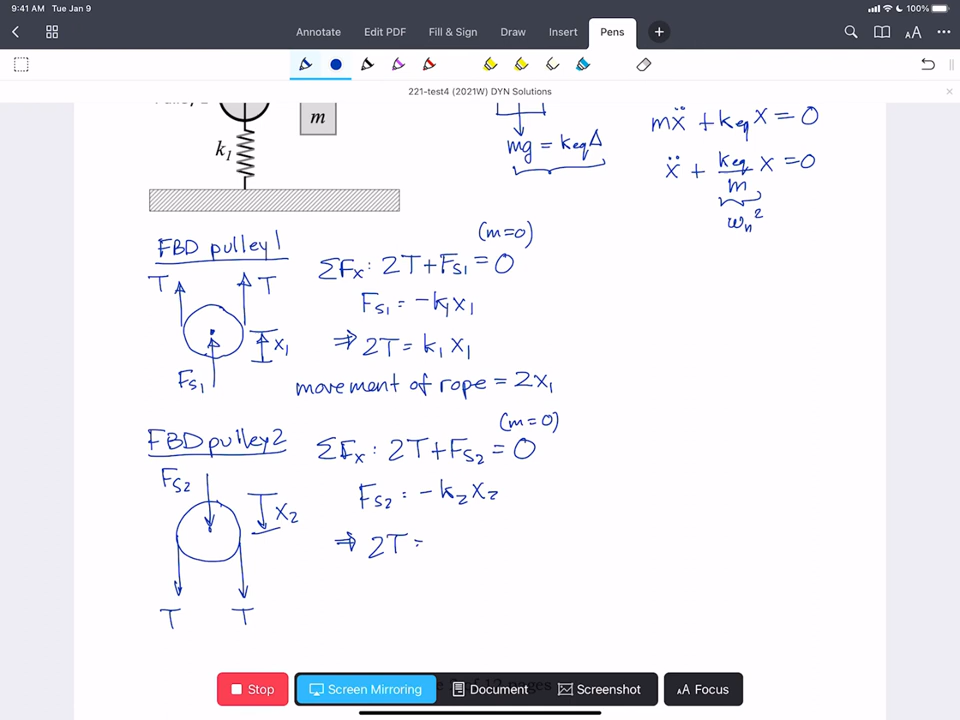 9:41 AM Tue Jan 9
100%
Annotate Edit PDF Fill & Sign Draw Insert Pens
AA
221-test4 (2021W) DYN Solutions
m
k₁
mg = keqΔ
mẍ + keq x = 0
ẍ + keq/m x = 0
ωn²
FBD pulley 1
(m=0)
T T
ΣFx: 2T + Fs₁ = 0
Fs₁ = -k₁x₁
x₁
⇒ 2T = k₁ x₁
Fs₁
movement of rope = 2x₁
FBD pulley 2
(m=0)
ΣFx: 2T + Fs₂ = 0
Fs₂
Fs₂ = -k₂x₂
x₂
⇒ 2T =
T T
Stop Screen Mirroring Document Screenshot AA Focus